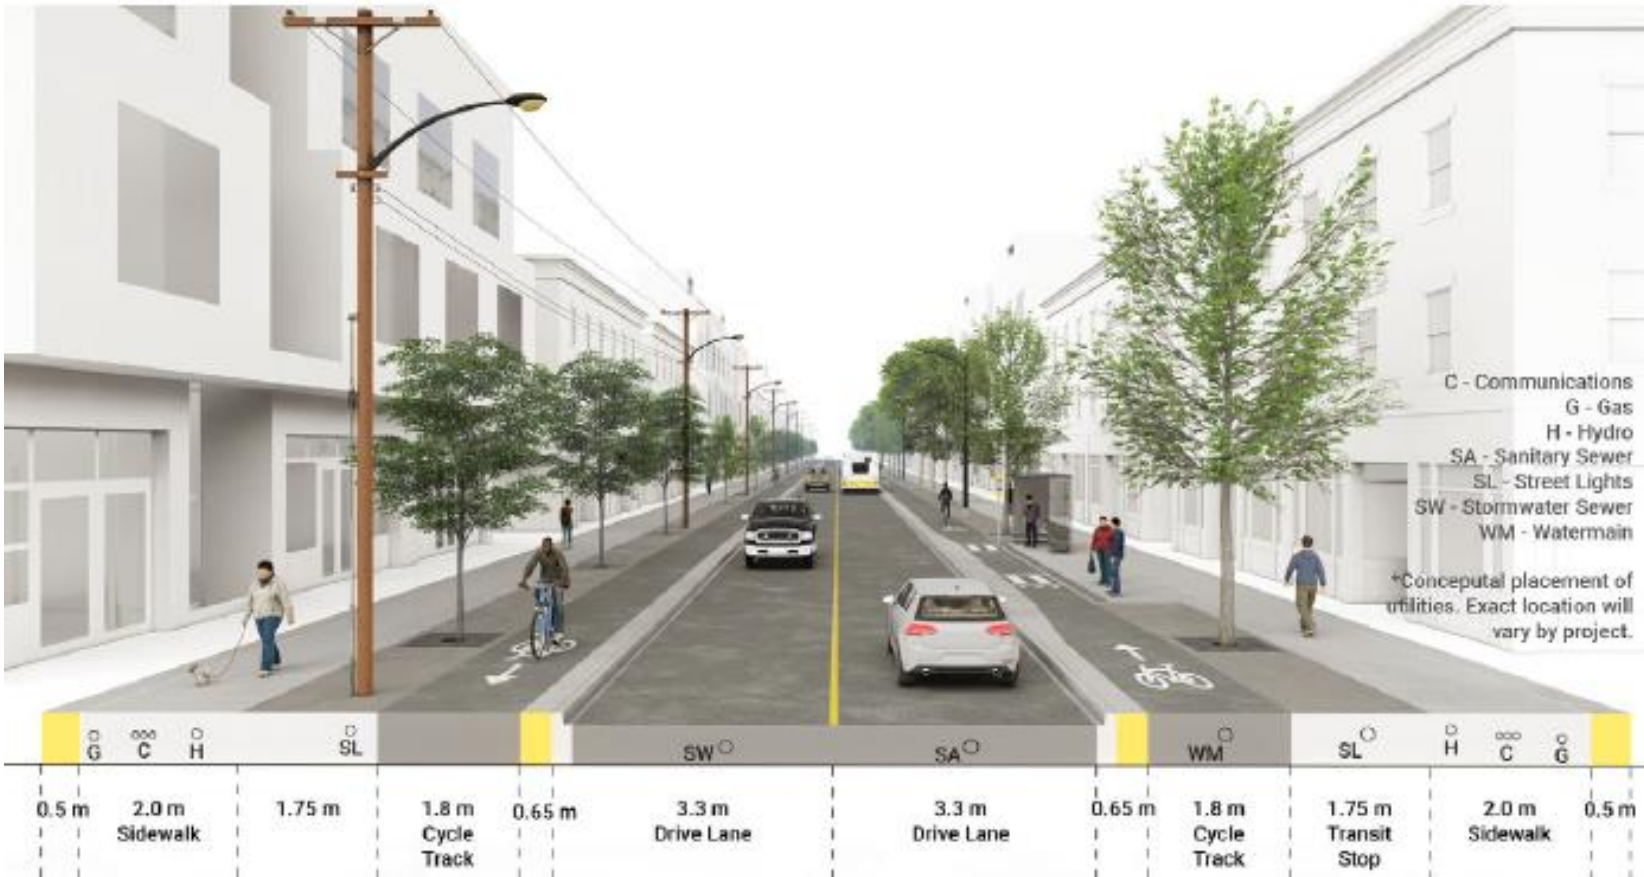 C - Communications
G - Gas
H - Hydro
SA - Sanitary Sewer
SL - Street Lights
SW - Stormwater Sewer
WM - Watermain
*Conceputal placement of
utilities. Exact location will
vary by project.
G C H SL SW SA WM SL H C G
0.5 m
2.0 m
Sidewalk
1.75 m
1.8 m
Cycle
Track
0.65 m
3.3 m
Drive Lane
3.3 m
Drive Lane
0.65 m
1.8 m
Cycle
Track
1.75 m
Transit
Stop
2.0 m
Sidewalk
0.5 m